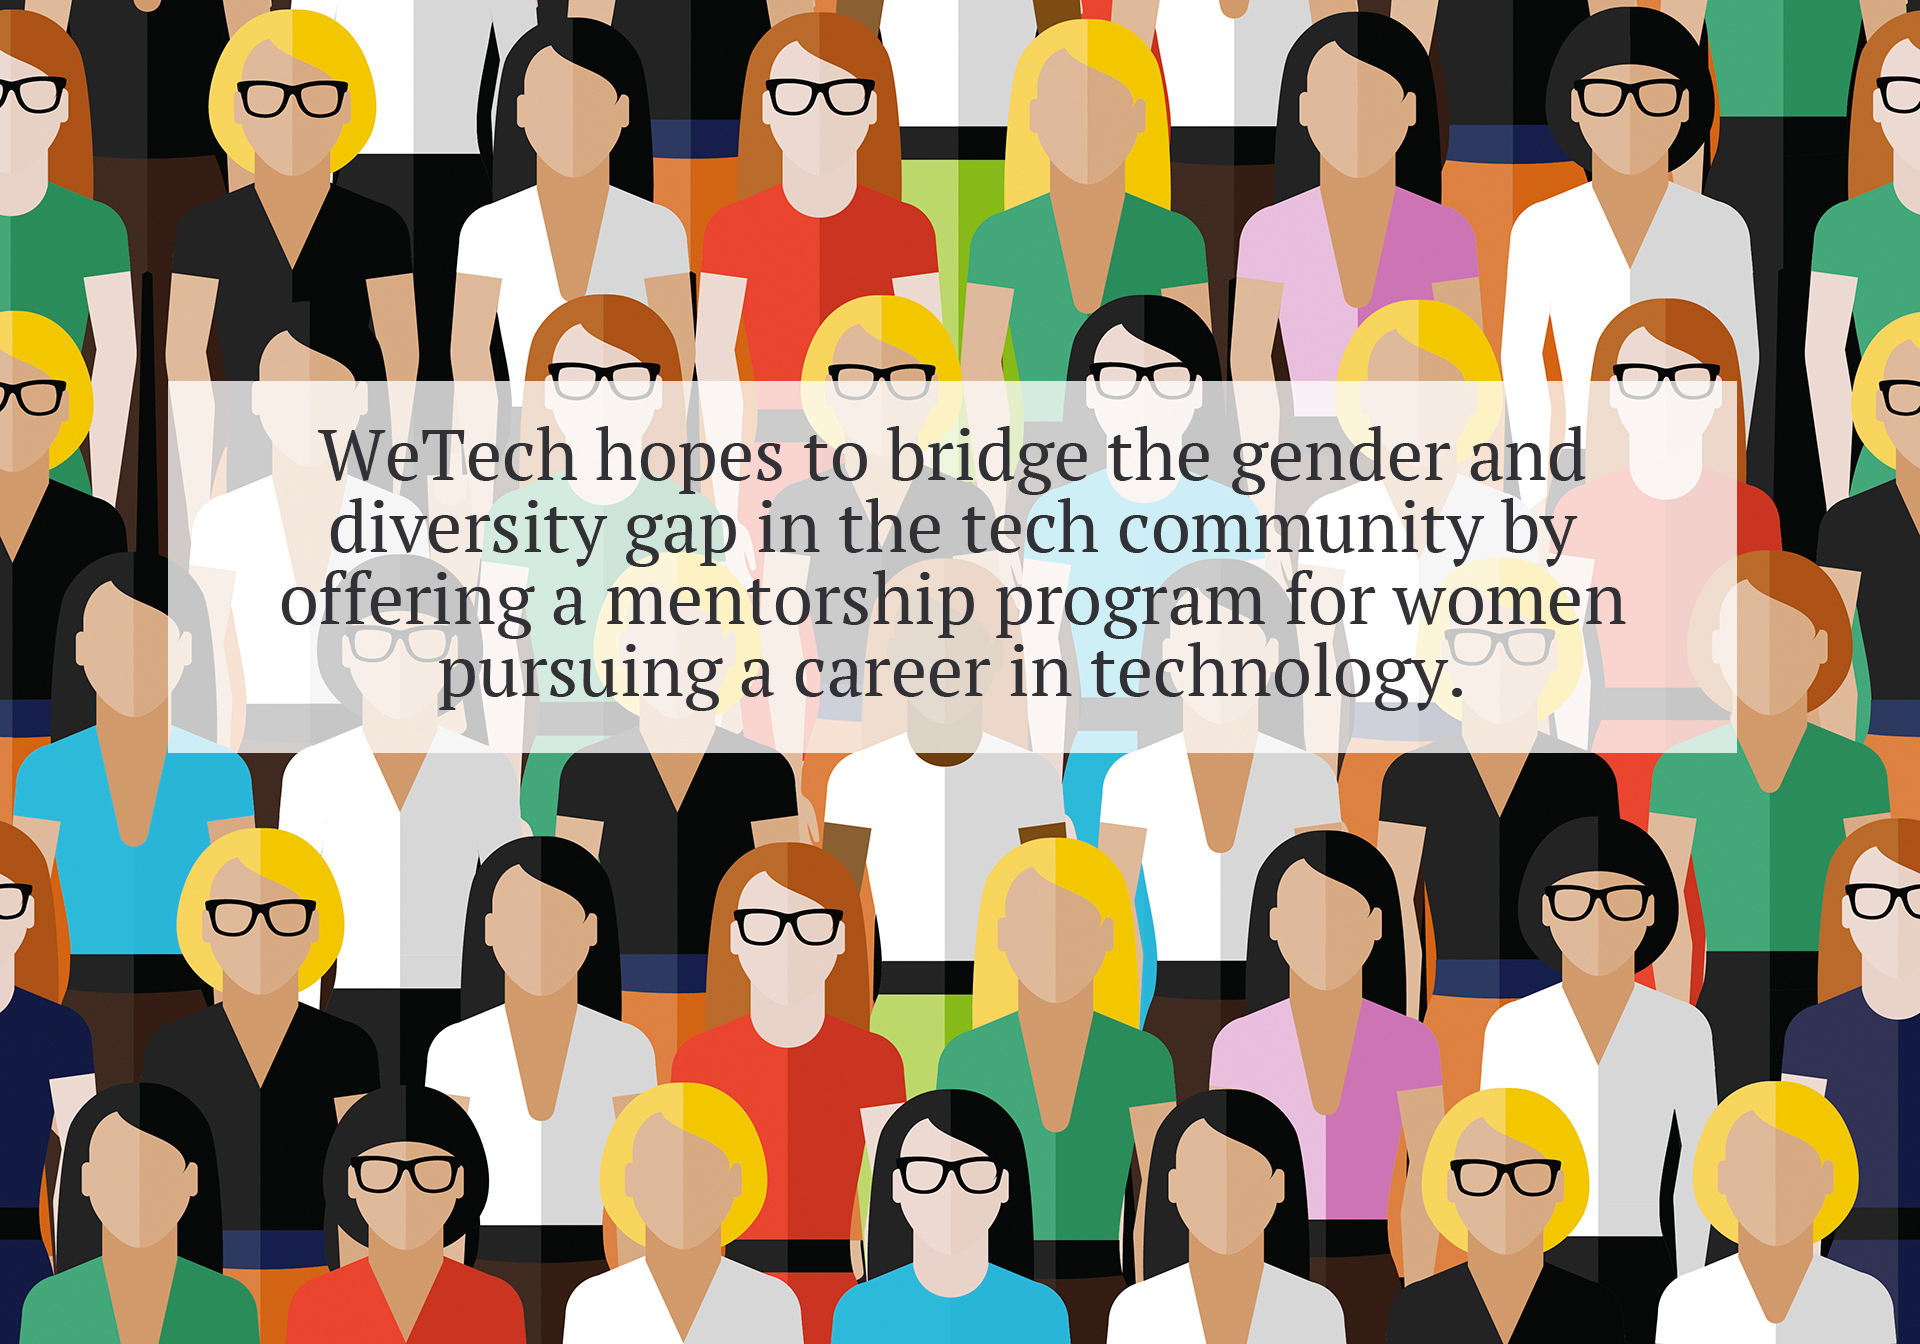 WeTech hopes to bridge the gender and
diversity gap in the tech community by
offering a mentorship program for women
pursuing a career in technology.